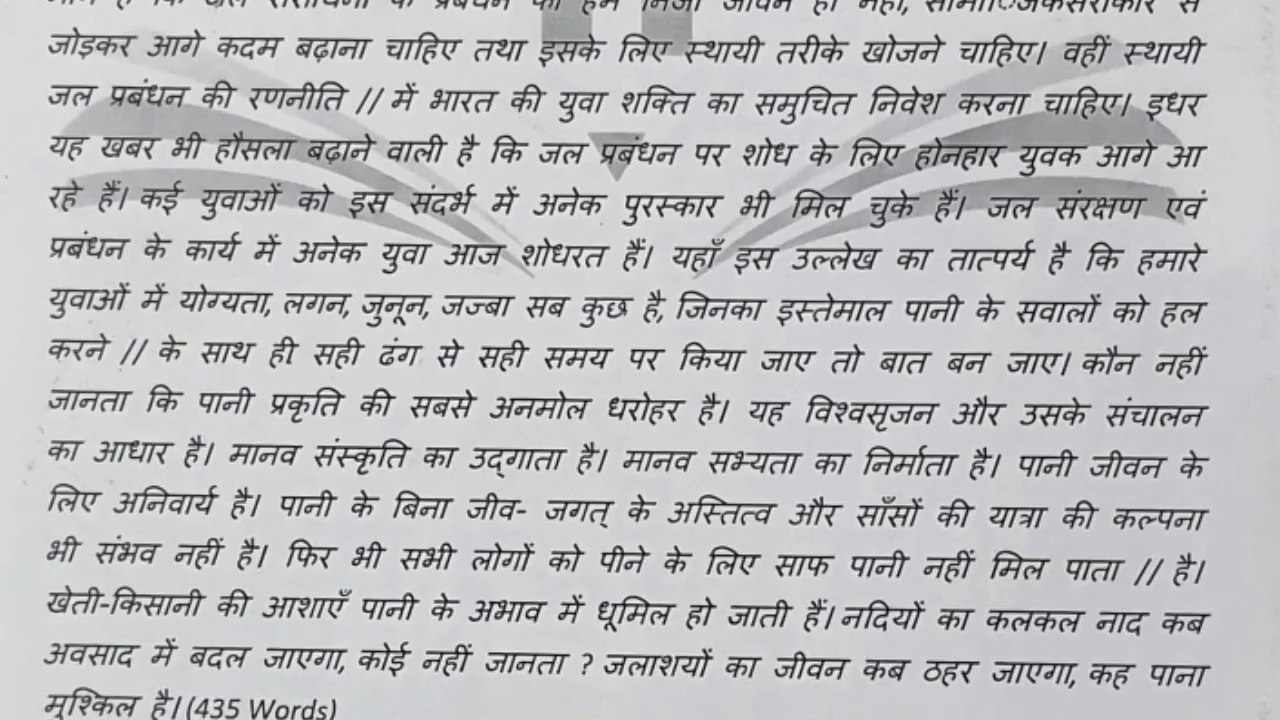 के प्रबंधन को हम निजी जीवन ही नहीं, से
जोड़कर आगे कदम बढ़ाना चाहिए तथा इसके लिए स्थायी तरीके खोजने चाहिए। वहीं स्थायी
जल प्रबंधन की रणनीति // में भारत की युवा शक्ति का समुचित निवेश करना चाहिए। इधर
यह खबर भी हौसला बढ़ाने वाली है कि जल प्रबंधन पर शोध के लिए होनहार युवक आगे आ
रहे हैं। कई युवाओं को इस संदर्भ में अनेक पुरस्कार भी मिल चुके हैं। जल संरक्षण एवं
प्रबंधन के कार्य में अनेक युवा आज शोधरत हैं। यहाँ इस उल्लेख का तात्पर्य है कि हमारे
युवाओं में योग्यता, लगन, जुनून, जज्बा सब कुछ है, जिनका इस्तेमाल पानी के सवालों को हल
करने // के साथ ही सही ढंग से सही समय पर किया जाए तो बात बन जाए। कौन नहीं
जानता कि पानी प्रकृति की सबसे अनमोल धरोहर है। यह विश्वसृजन और उसके संचालन
का आधार है। मानव संस्कृति का उद्गाता है। मानव सभ्यता का निर्माता है। पानी जीवन के
लिए अनिवार्य है। पानी के बिना जीव- जगत् के अस्तित्व और साँसों की यात्रा की कल्पना
भी संभव नहीं है। फिर भी सभी लोगों को पीने के लिए साफ पानी नहीं मिल पाता // है।
खेती-किसानी की आशाएँ पानी के अभाव में धूमिल हो जाती हैं। नदियों का कलकल नाद कब
अवसाद में बदल जाएगा, कोई नहीं जानता ? जलाशयों का जीवन कब ठहर जाएगा, कह पाना
मुश्किल है। (435 Words)